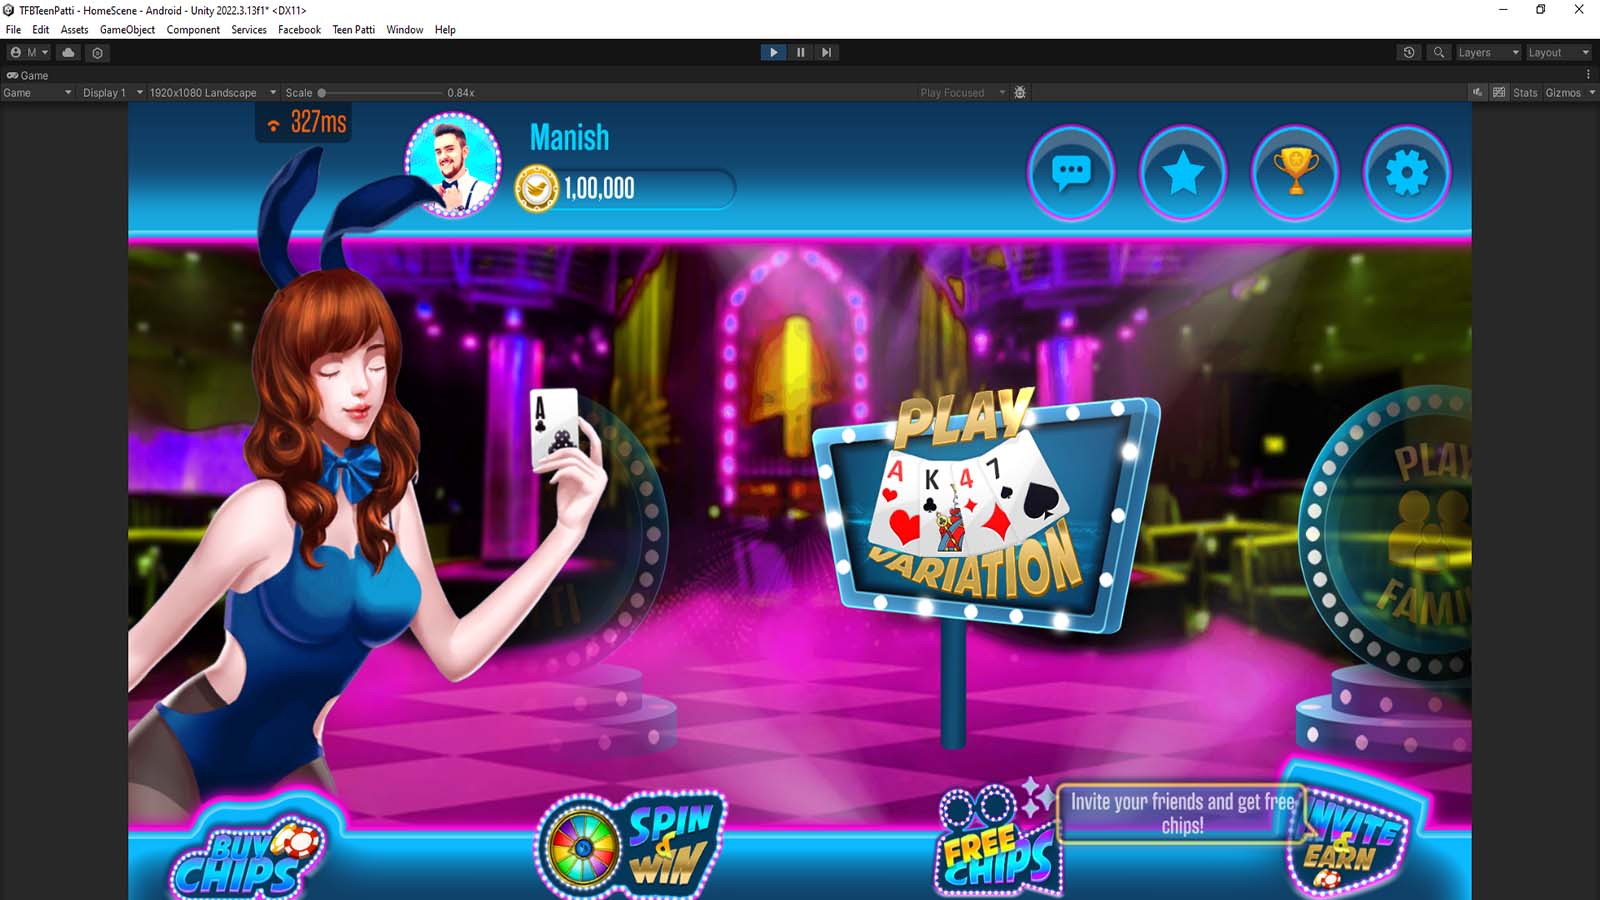 TFBTeenPatti - HomeScene - Android - Unity 2022.3.13f1* <DX11>
File Edit Assets GameObject Component Services Facebook Teen Patti Window Help
M Layers Layout
Game
Game Display 1 1920x1080 Landscape Scale 0.84x Play Focused Stats Gizmos
327ms
Manish
1,00,000
A
PLAY
A K 4 7
VARIATION
PLAY
FAMI
TI
BUY
CHIPS
SPIN
&
WIN
FREE
CHIPS
Invite your friends and get free
chips!
INVITE
&
EARN